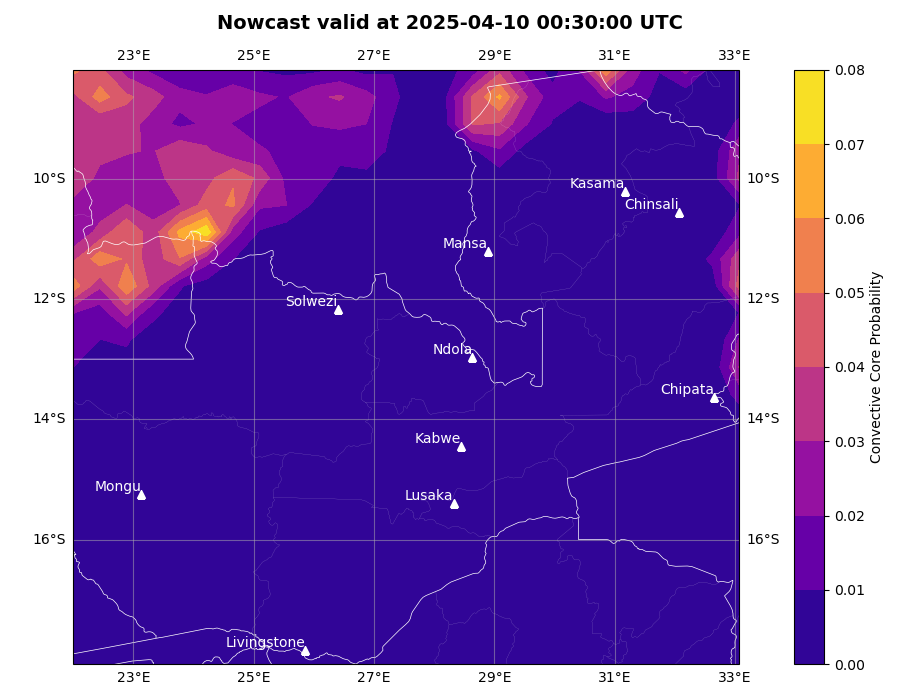 Nowcast valid at 2025-04-10 00:30:00 UTC
23°E 25°E 27°E 29°E 31°E 33°E
0.08
0.07
10°S Kasama 10°S
Chinsali
0.06
Mansa
0.05
12°S Solwezi 12°S
Ndola
0.04
Chipata
14°S 14°S
0.03
Kabwe
Mongu Lusaka
0.02
16°S 16°S
0.01
Livingstone
0.00
23°E 25°E 27°E 29°E 31°E 33°E
Convective Core Probability